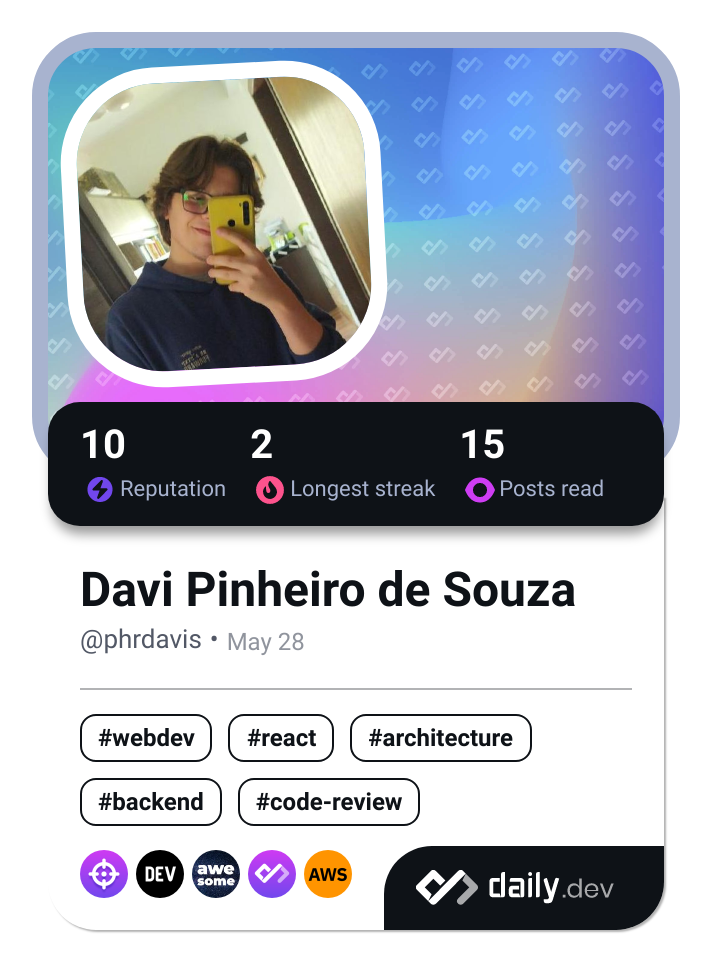 10 2 15
Reputation Longest streak Posts read
Davi Pinheiro de Souza
@phrdavis • May 28
#webdev #react #architecture
#backend #code-review
DEV awe some AWS
daily.dev